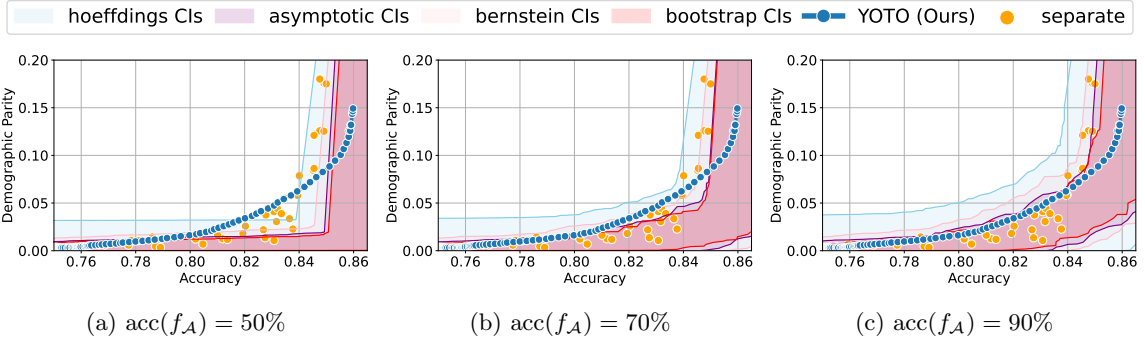 hoeffdings CIs asymptotic CIs bernstein CIs bootstrap CIs YOTO (Ours) separate
Demographic Parity
0.20
0.15
0.10
0.05
0.00
0.76 0.78 0.80 0.82 0.84 0.86
Accuracy
(a) acc(f𝒜) = 50%
Demographic Parity
0.20
0.15
0.10
0.05
0.00
0.76 0.78 0.80 0.82 0.84 0.86
Accuracy
(b) acc(f𝒜) = 70%
Demographic Parity
0.20
0.15
0.10
0.05
0.00
0.76 0.78 0.80 0.82 0.84 0.86
Accuracy
(c) acc(f𝒜) = 90%